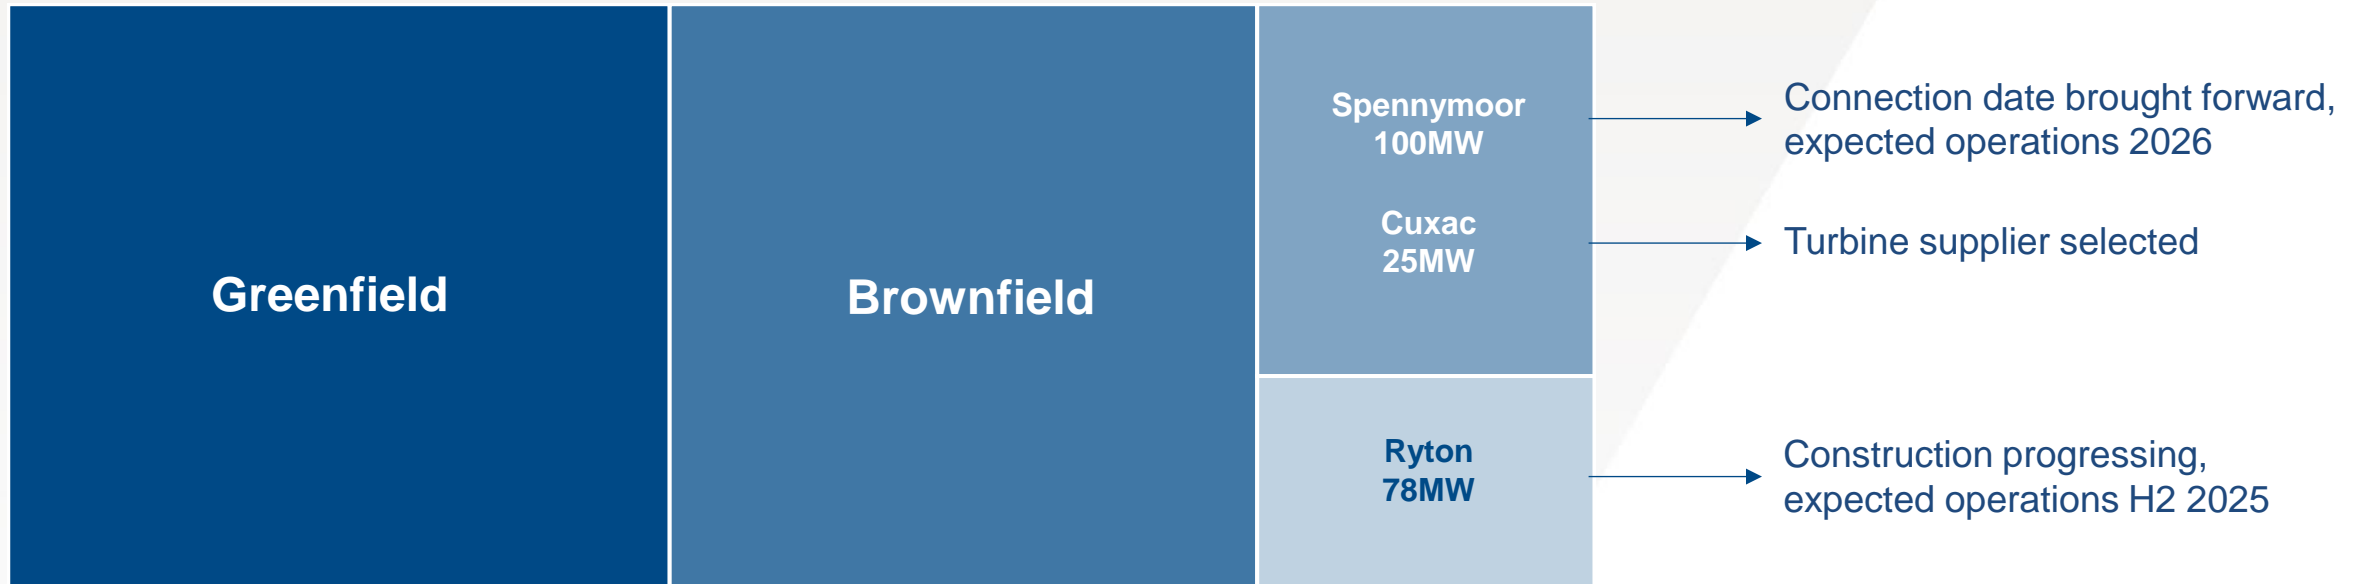 Greenfield
Brownfield
Spennymoor
100MW
Cuxac
25MW
Ryton
78MW
Connection date brought forward,
expected operations 2026
Turbine supplier selected
Construction progressing,
expected operations H2 2025